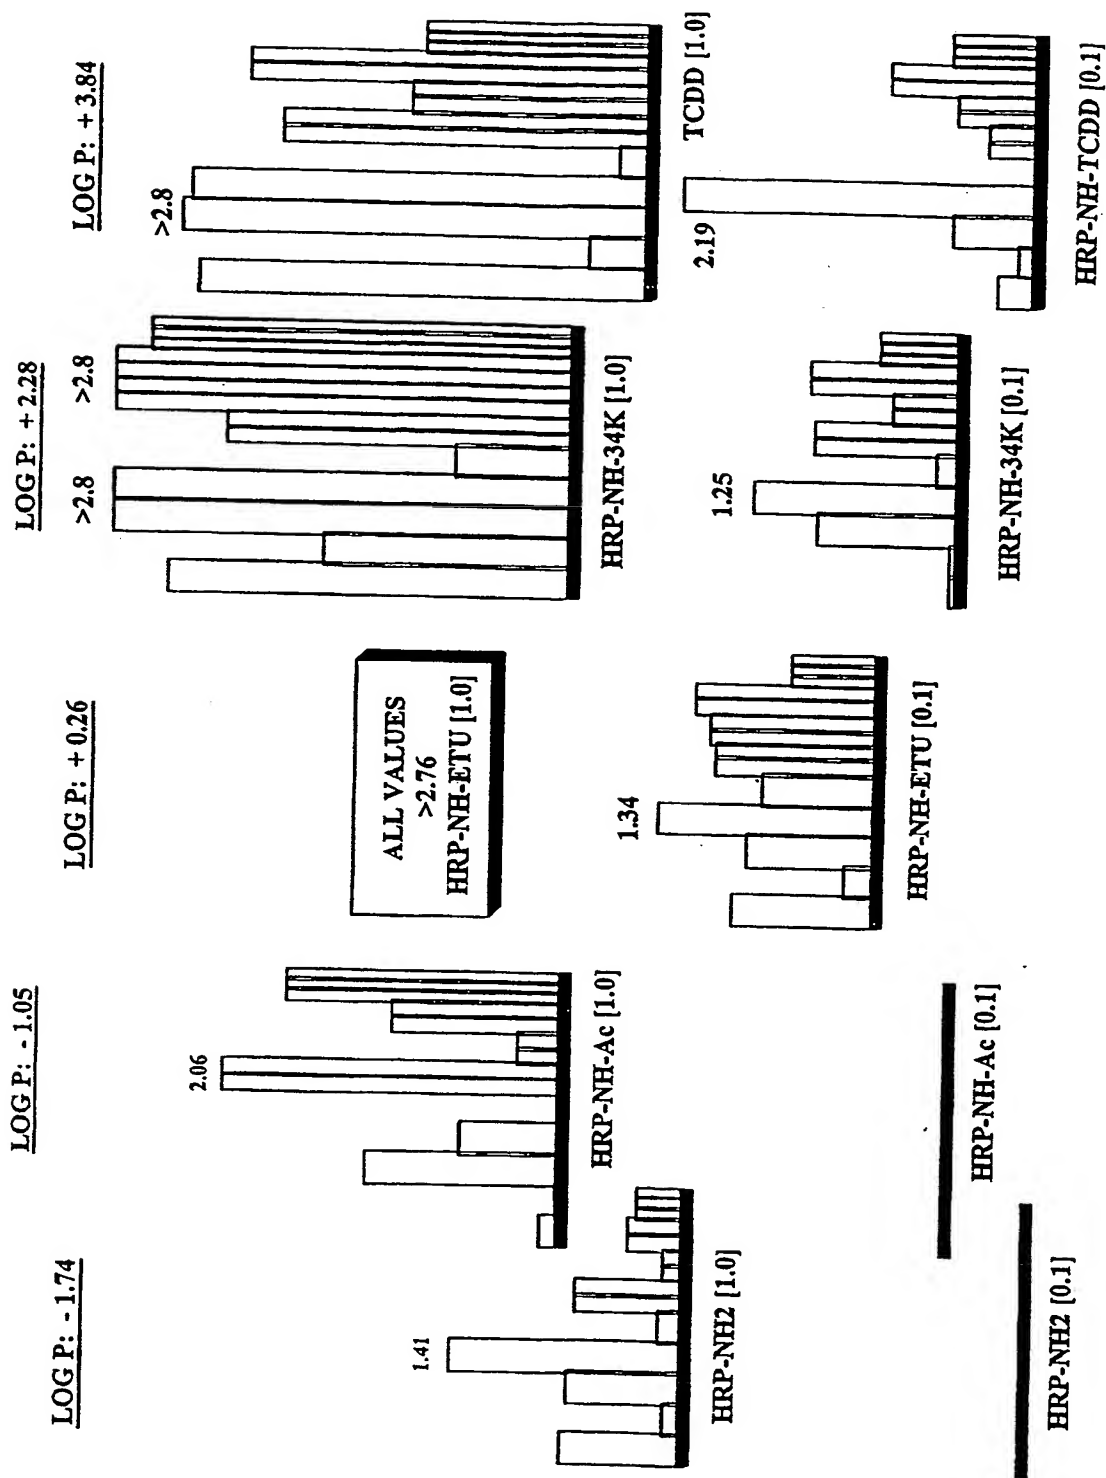 LOG P: - 1.74
LOG P: - 1.05
LOG P: + 0.26
LOG P: + 2.28
LOG P: + 3.84
1.41
HRP-NH2 [1.0]
2.06
HRP-NH-Ac [1.0]
ALL VALUES
>2.76
HRP-NH-ETU [1.0]
>2.8
>2.8
HRP-NH-34K [1.0]
>2.8
TCDD [1.0]
HRP-NH2 [0.1]
HRP-NH-Ac [0.1]
1.34
HRP-NH-ETU [0.1]
1.25
HRP-NH-34K [0.1]
2.19
HRP-NH-TCDD [0.1]